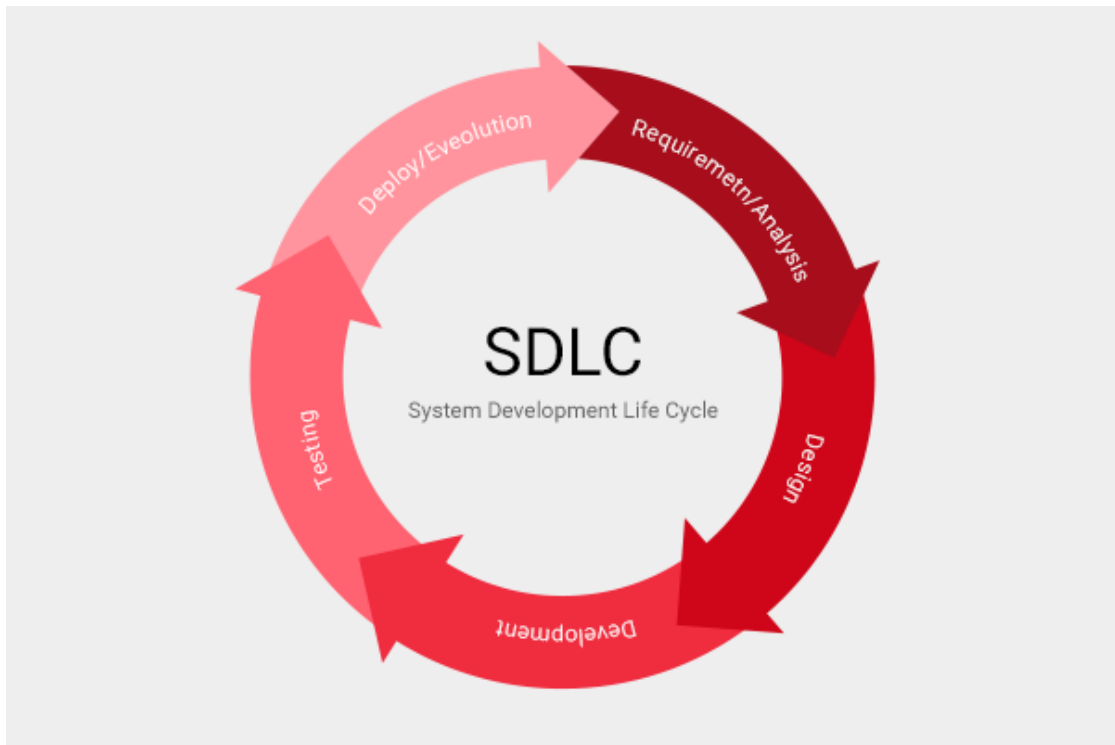 SDLC
System Development Life Cycle
Requiremetn/Analysis
Design
Development
Testing
Deploy/Eveolution